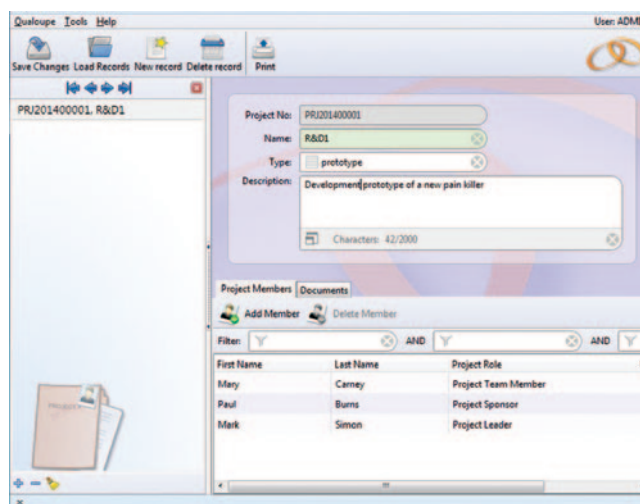 Qualoupe Tools Help User: ADMI
Save Changes Load Records New record Delete record Print
PRJ201400001, R&D1
Project No: PRJ201400001
Name: R&D1
Type: prototype
Description: Development prototype of a new pain killer
Characters: 42/2000
Project Members Documents
Add Member Delete Member
Filter: AND AND
First Name Last Name Project Role
Mary Carney Project Team Member
Paul Burns Project Sponsor
Mark Simon Project Leader